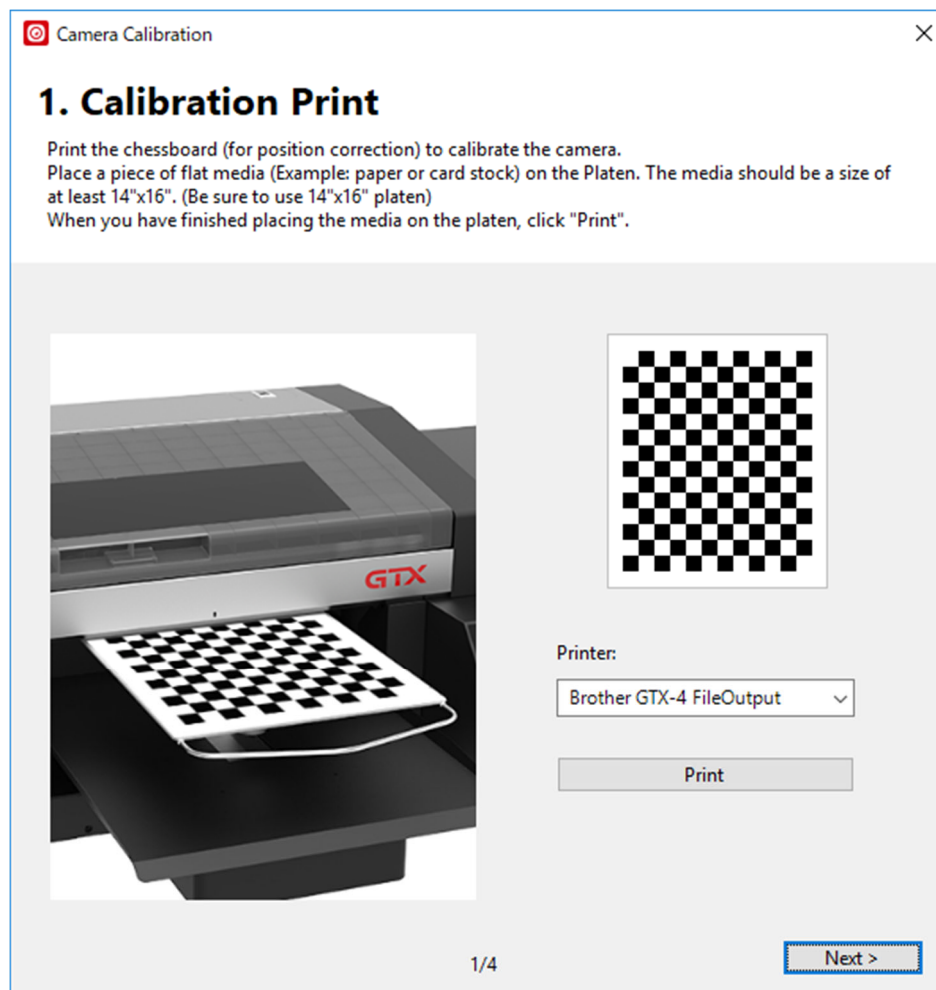 Camera Calibration
1. Calibration Print
Print the chessboard (for position correction) to calibrate the camera.
Place a piece of flat media (Example: paper or card stock) on the Platen. The media should be a size of
at least 14"x16". (Be sure to use 14"x16" platen)
When you have finished placing the media on the platen, click "Print".
GTX
Printer:
Brother GTX-4 FileOutput
Print
1/4
Next >